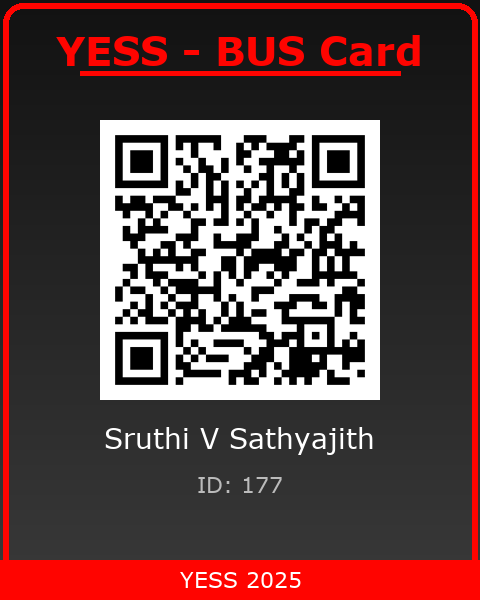 YESS - BUS Card
Sruthi V Sathyajith
ID: 177
YESS 2025